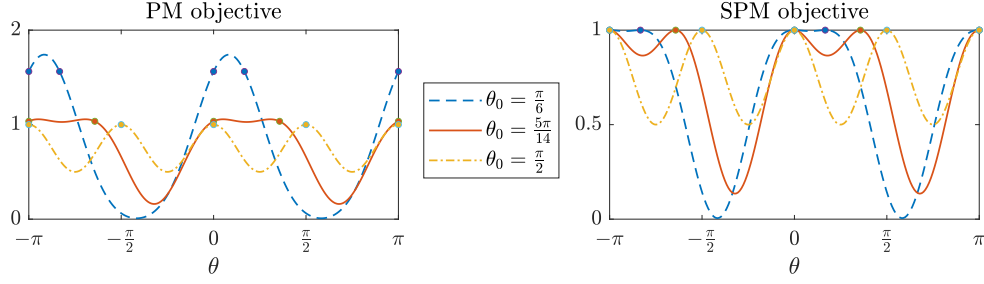 PM objective
2
1
0
−π
−π/2
0
π/2
π
θ
θ₀ = π/6
θ₀ = 5π/14
θ₀ = π/2
SPM objective
1
0.5
0
−π
−π/2
0
π/2
π
θ